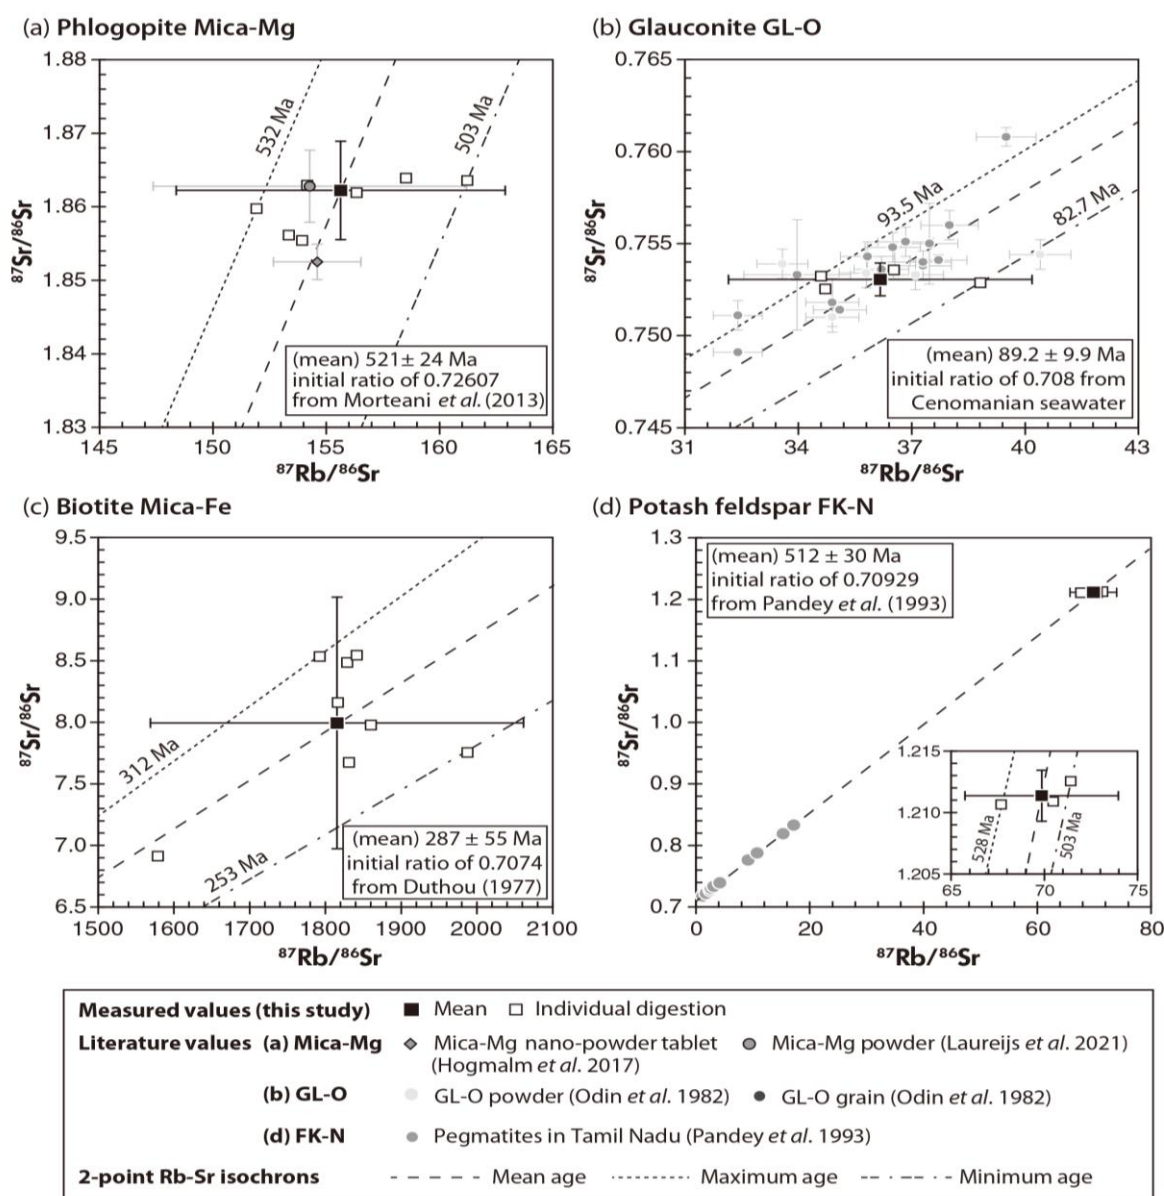 (a) Phlogopite Mica-Mg
1.88
1.87
1.86
1.85
1.84
1.83
⁸⁷Sr/⁸⁶Sr
532 Ma
503 Ma
(mean) 521± 24 Ma
initial ratio of 0.72607
from Morteani et al. (2013)
145 150 155 160 165
⁸⁷Rb/⁸⁶Sr
(b) Glauconite GL-O
0.765
0.760
0.755
0.750
0.745
⁸⁷Sr/⁸⁶Sr
93.5 Ma
82.7 Ma
(mean) 89.2 ± 9.9 Ma
initial ratio of 0.708 from
Cenomanian seawater
31 34 37 40 43
⁸⁷Rb/⁸⁶Sr
(c) Biotite Mica-Fe
9.5
9.0
8.5
8.0
7.5
7.0
6.5
⁸⁷Sr/⁸⁶Sr
312 Ma
253 Ma
(mean) 287 ± 55 Ma
initial ratio of 0.7074
from Duthou (1977)
1500 1600 1700 1800 1900 2000 2100
⁸⁷Rb/⁸⁶Sr
(d) Potash feldspar FK-N
1.3
1.2
1.1
1.0
0.9
0.8
0.7
⁸⁷Sr/⁸⁶Sr
(mean) 512 ± 30 Ma
initial ratio of 0.70929
from Pandey et al. (1993)
1.215
1.210
1.205
528 Ma
503 Ma
65 70 75
0 20 40 60 80
⁸⁷Rb/⁸⁶Sr
Measured values (this study) Mean Individual digestion
Literature values (a) Mica-Mg Mica-Mg nano-powder tablet Mica-Mg powder (Laureijs et al. 2021)
(Hogmalm et al. 2017)
(b) GL-O GL-O powder (Odin et al. 1982) GL-O grain (Odin et al. 1982)
(d) FK-N Pegmatites in Tamil Nadu (Pandey et al. 1993)
2-point Rb-Sr isochrons Mean age Maximum age Minimum age